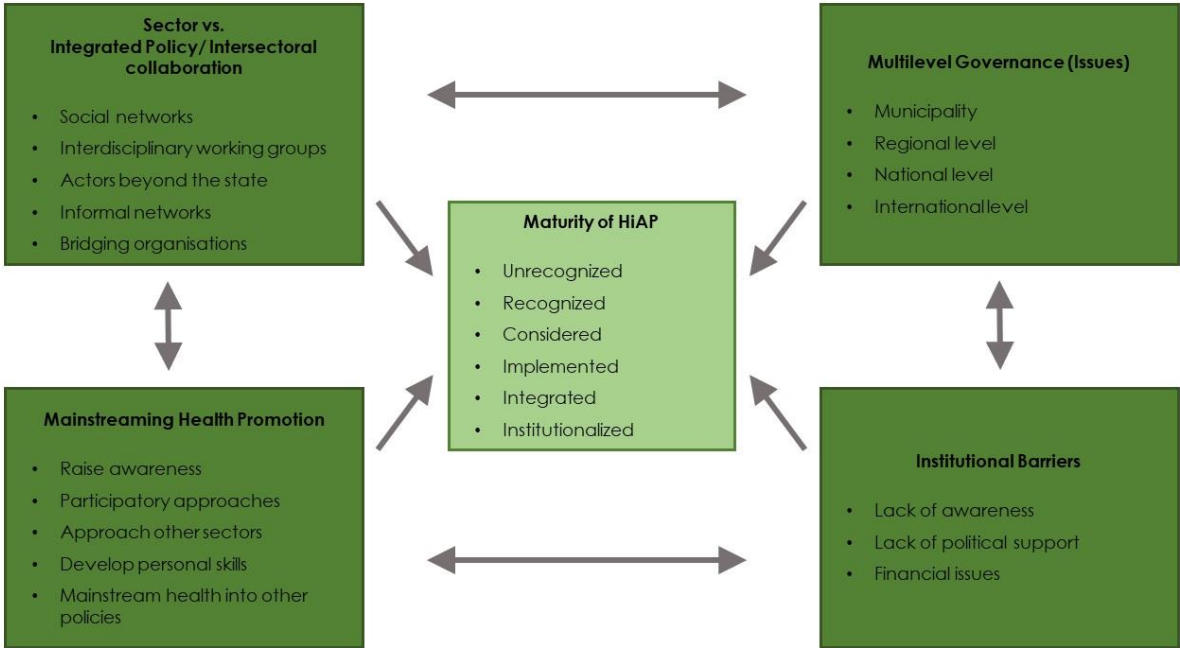 Sector vs.
Integrated Policy/ Intersectoral
collaboration
• Social networks
• Interdisciplinary working groups
• Actors beyond the state
• Informal networks
• Bridging organisations
Multilevel Governance (Issues)
• Municipality
• Regional level
• National level
• International level
Maturity of HiAP
• Unrecognized
• Recognized
• Considered
• Implemented
• Integrated
• Institutionalized
Mainstreaming Health Promotion
• Raise awareness
• Participatory approaches
• Approach other sectors
• Develop personal skills
• Mainstream health into other
policies
Institutional Barriers
• Lack of awareness
• Lack of political support
• Financial issues